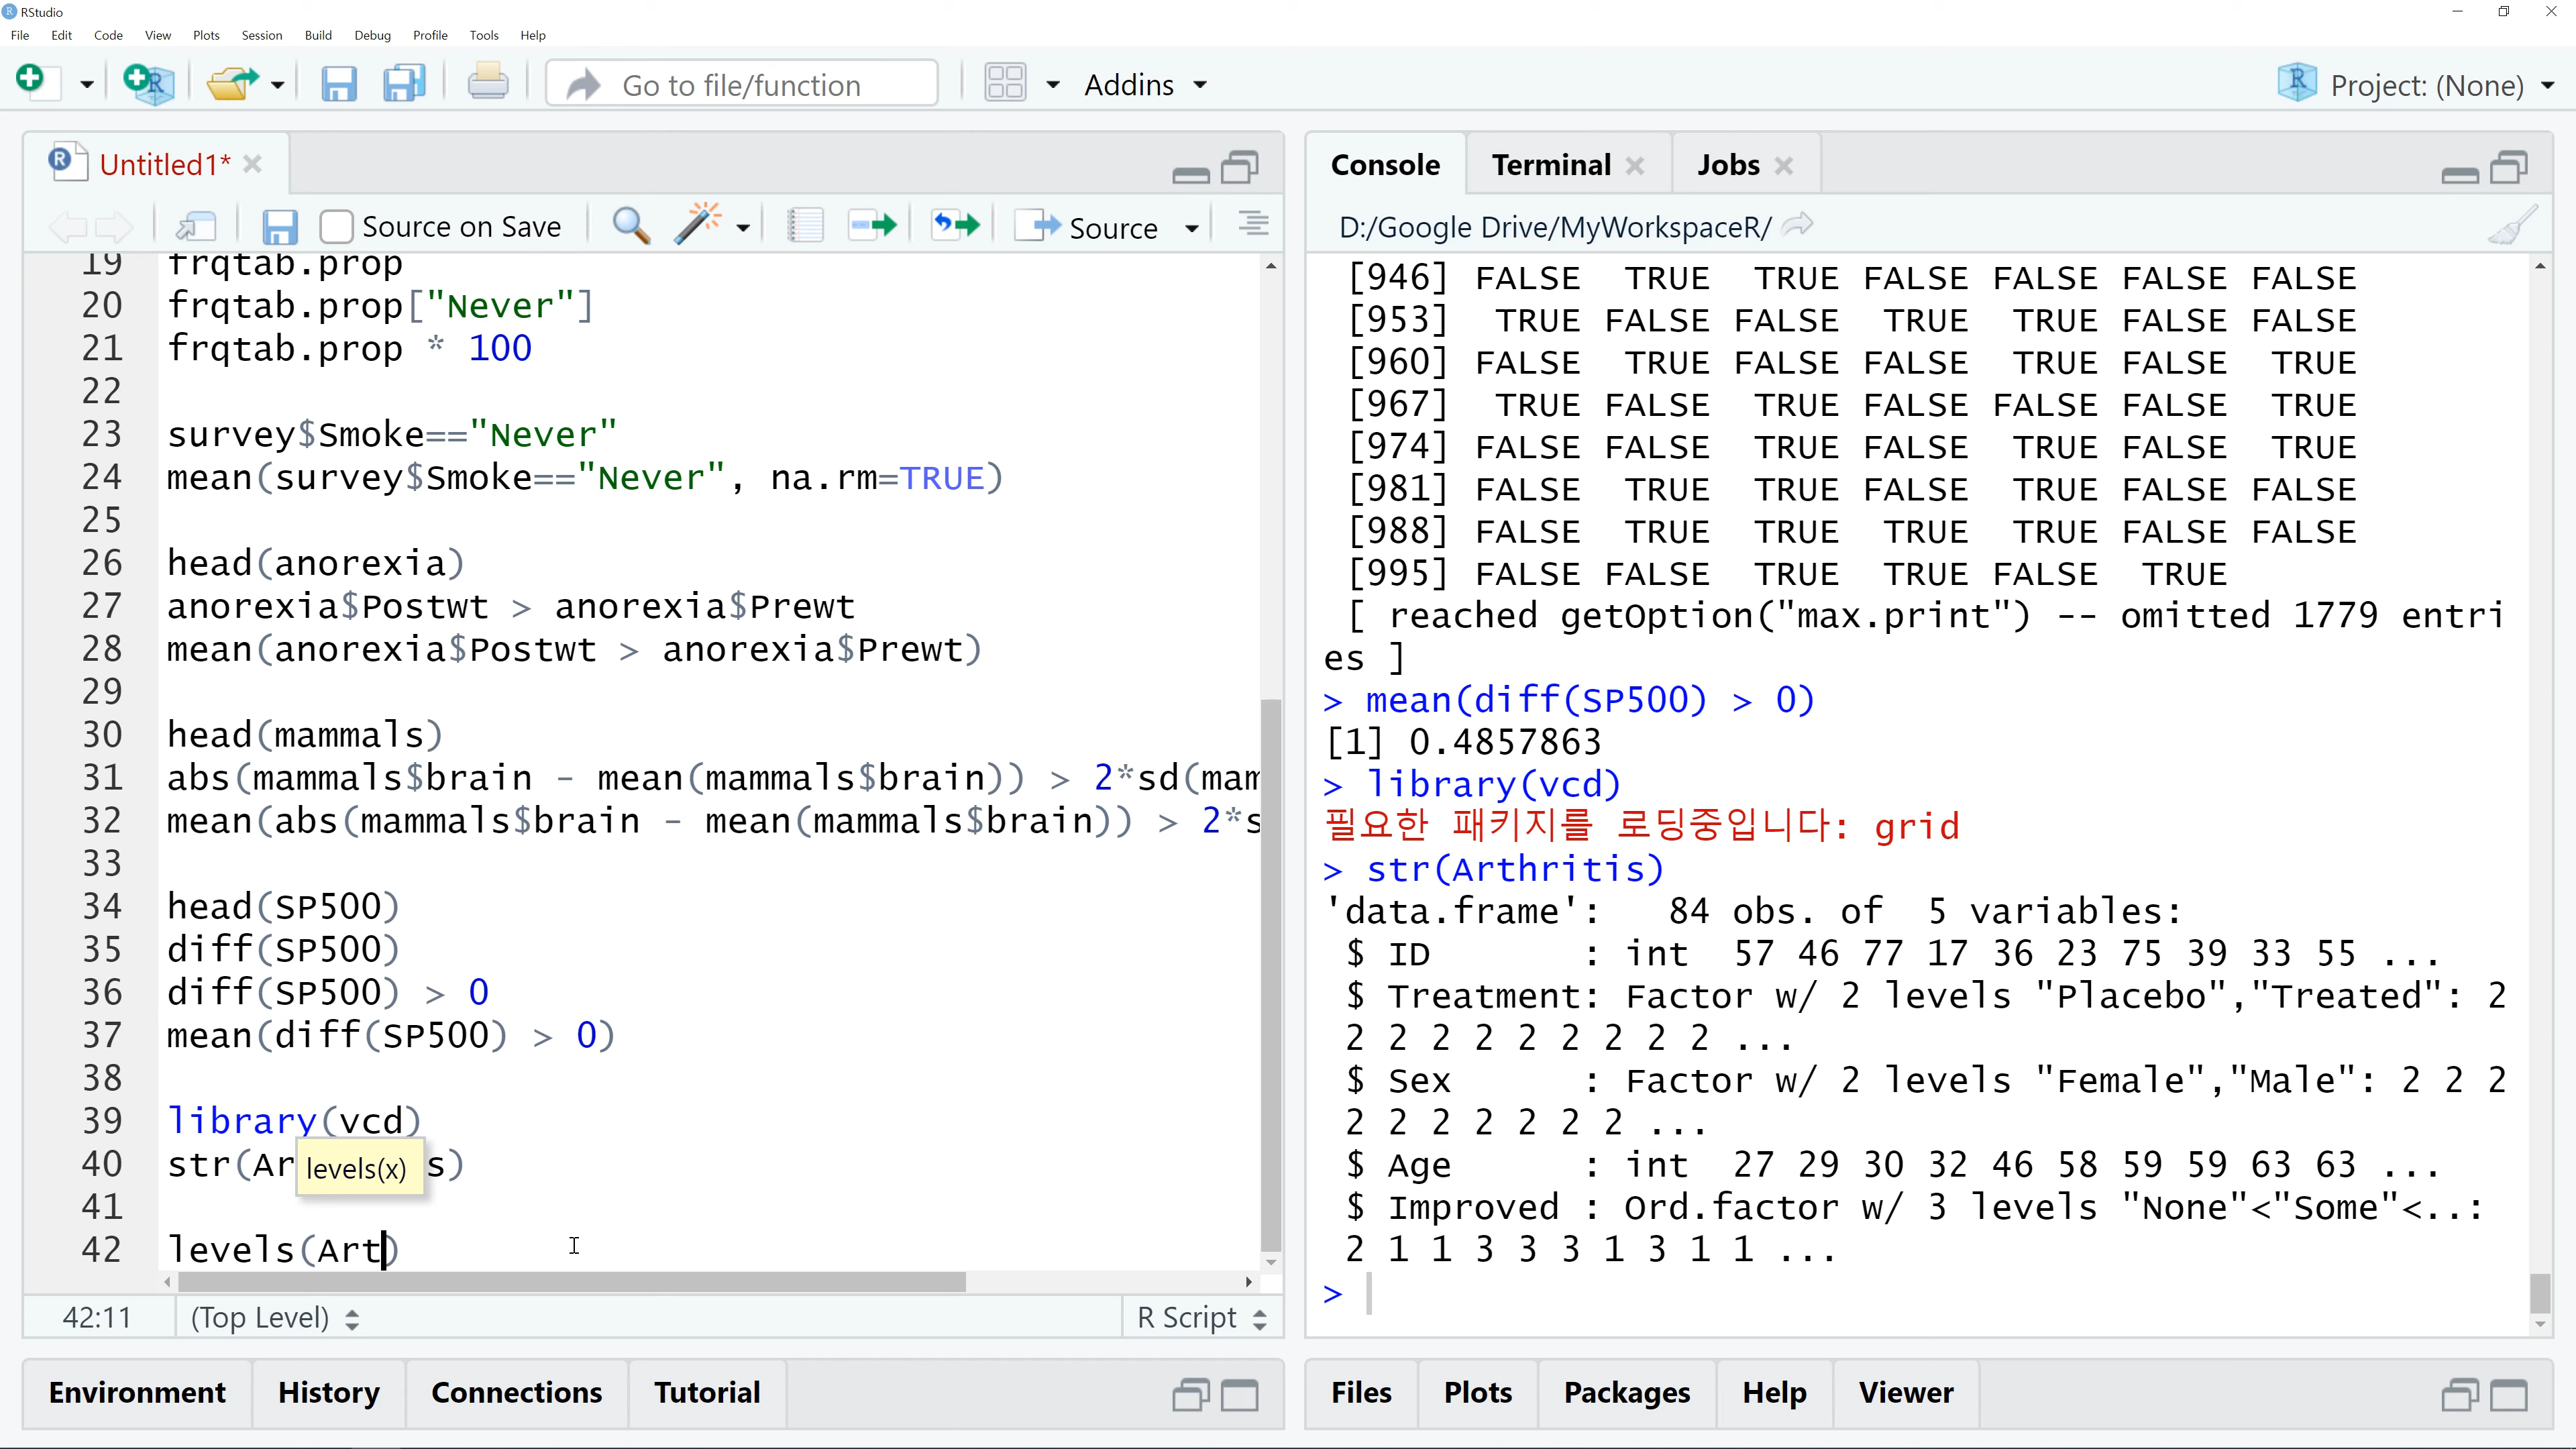 RStudio
File Edit Code View Plots Session Build Debug Profile Tools Help
Go to file/function Addins Project: (None)
Untitled1*
Source on Save Source
19 frqtab.prop
20 frqtab.prop["Never"]
21 frqtab.prop * 100
22
23 survey$Smoke=="Never"
24 mean(survey$Smoke=="Never", na.rm=TRUE)
25
26 head(anorexia)
27 anorexia$Postwt > anorexia$Prewt
28 mean(anorexia$Postwt > anorexia$Prewt)
29
30 head(mammals)
31 abs(mammals$brain - mean(mammals$brain)) > 2*sd(mam
32 mean(abs(mammals$brain - mean(mammals$brain)) > 2*s
33
34 head(SP500)
35 diff(SP500)
36 diff(SP500) > 0
37 mean(diff(SP500) > 0)
38
39 library(vcd)
40 str(Ar s)
levels(x)
41
42 levels(Art)
42:11 (Top Level) R Script
Environment History Connections Tutorial
Console Terminal Jobs
D:/Google Drive/MyWorkspaceR/
[946] FALSE TRUE TRUE FALSE FALSE FALSE FALSE
[953] TRUE FALSE FALSE TRUE TRUE FALSE FALSE
[960] FALSE TRUE FALSE FALSE TRUE FALSE TRUE
[967] TRUE FALSE TRUE FALSE FALSE FALSE TRUE
[974] FALSE FALSE TRUE FALSE TRUE FALSE TRUE
[981] FALSE TRUE TRUE FALSE TRUE FALSE FALSE
[988] FALSE TRUE TRUE TRUE TRUE FALSE FALSE
[995] FALSE FALSE TRUE TRUE FALSE TRUE
[ reached getOption("max.print") -- omitted 1779 entri
es ]
> mean(diff(SP500) > 0)
[1] 0.4857863
> library(vcd)
필요한 패키지를 로딩중입니다: grid
> str(Arthritis)
'data.frame': 84 obs. of 5 variables:
$ ID : int 57 46 77 17 36 23 75 39 33 55 ...
$ Treatment: Factor w/ 2 levels "Placebo","Treated": 2
2 2 2 2 2 2 2 2 ...
$ Sex : Factor w/ 2 levels "Female","Male": 2 2 2
2 2 2 2 2 2 2 ...
$ Age : int 27 29 30 32 46 58 59 59 63 63 ...
$ Improved : Ord.factor w/ 3 levels "None"<"Some"<..:
2 1 1 3 3 3 1 3 1 1 ...
>
Files Plots Packages Help Viewer